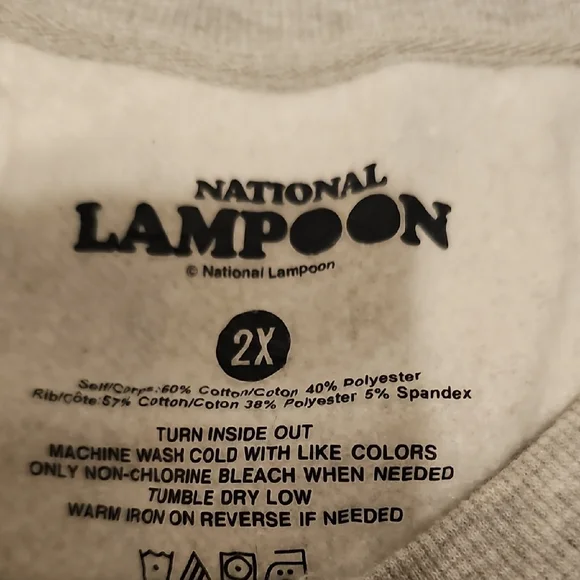 NATIONAL
LAMPOON
© National Lampoon
2X
Self/Corps:60% Cotton/Coton 40% Polyester
Rib/Côte:57% Cotton/Coton 38% Polyester 5% Spandex
TURN INSIDE OUT
MACHINE WASH COLD WITH LIKE COLORS
ONLY NON-CHLORINE BLEACH WHEN NEEDED
TUMBLE DRY LOW
WARM IRON ON REVERSE IF NEEDED